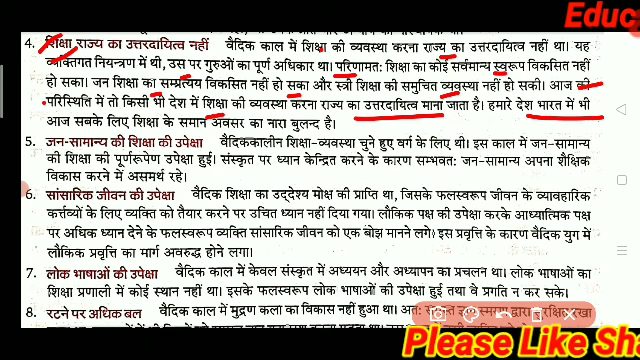 Educ
4. शिक्षा राज्य का उत्तरदायित्व नहीं वैदिक काल में शिक्षा की व्यवस्था करना राज्य का उत्तरदायित्व नहीं था। यह
व्यक्तिगत नियन्त्रण में थी, उस पर गुरुओं का पूर्ण अधिकार था। परिणामत: शिक्षा का कोई सर्वमान्य स्वरूप विकसित नहीं
हो सका। जन शिक्षा का सम्प्रत्यय विकसित नहीं हो सका और स्त्री शिक्षा की समुचित व्यवस्था नहीं हो सकी। आज की
परिस्थिति में तो किसी भी देश में शिक्षा की व्यवस्था करना राज्य का उत्तरदायित्व माना जाता है। हमारे देश भारत में भी
आज सबके लिए शिक्षा के समान अवसर का नारा बुलन्द है।
5. जन-सामान्य की शिक्षा की उपेक्षा वैदिककालीन शिक्षा-व्यवस्था चुने हुए वर्ग के लिए थी। इस काल में जन-सामान्य
की शिक्षा की पूर्णरूपेण उपेक्षा हुई। संस्कृत पर ध्यान केन्द्रित करने के कारण सम्भवत: जन-सामान्य अपना शैक्षिक
विकास करने में असमर्थ रहे।
6. सांसारिक जीवन की उपेक्षा वैदिक शिक्षा का उद्देश्य मोक्ष की प्राप्ति था, जिसके फलस्वरूप जीवन के व्यावहारिक
कर्त्तव्यों के लिए व्यक्ति को तैयार करने पर उचित ध्यान नहीं दिया गया। लौकिक पक्ष की उपेक्षा करके आध्यात्मिक पक्ष
पर अधिक ध्यान देने के फलस्वरूप व्यक्ति सांसारिक जीवन को एक बोझ मानने लगे। इस प्रवृत्ति के कारण वैदिक युग में
लौकिक प्रवृत्ति का मार्ग अवरुद्ध होने लगा।
7. लोक भाषाओं की उपेक्षा वैदिक काल में केवल संस्कृत में अध्ययन और अध्यापन का प्रचलन था। लोक भाषाओं का
शिक्षा प्रणाली में कोई स्थान नहीं था। इसके फलस्वरूप लोक भाषाओं की उपेक्षा हुई तथा वे प्रगति न कर सके।
8. रटने पर अधिक बल वैदिक काल में मुद्रण कला का विकास नहीं हुआ था। अत:
Please Like Sha